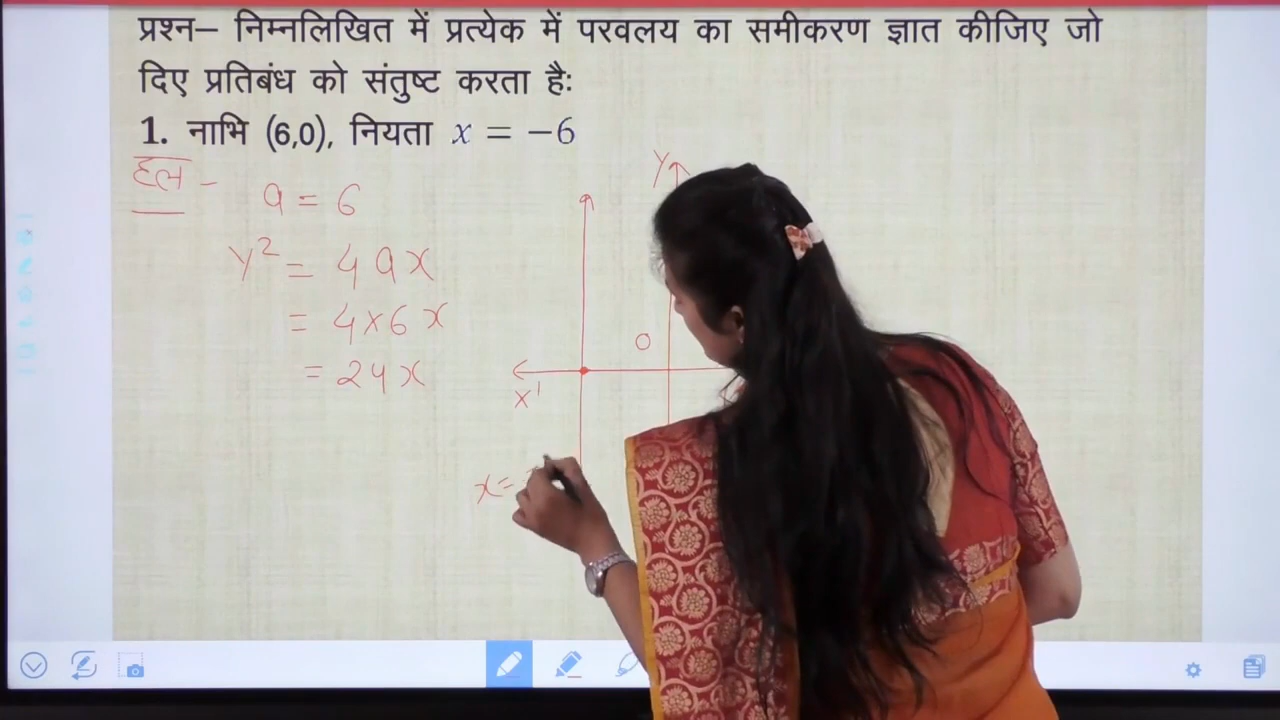 प्रश्न– निम्नलिखित में प्रत्येक में परवलय का समीकरण ज्ञात कीजिए जो
दिए प्रतिबंध को संतुष्ट करता हैः
1. नाभि (6,0), नियता x = −6
हल -
a = 6
y² = 4ax
= 4×6x
= 24x
Y
O
X'
x=